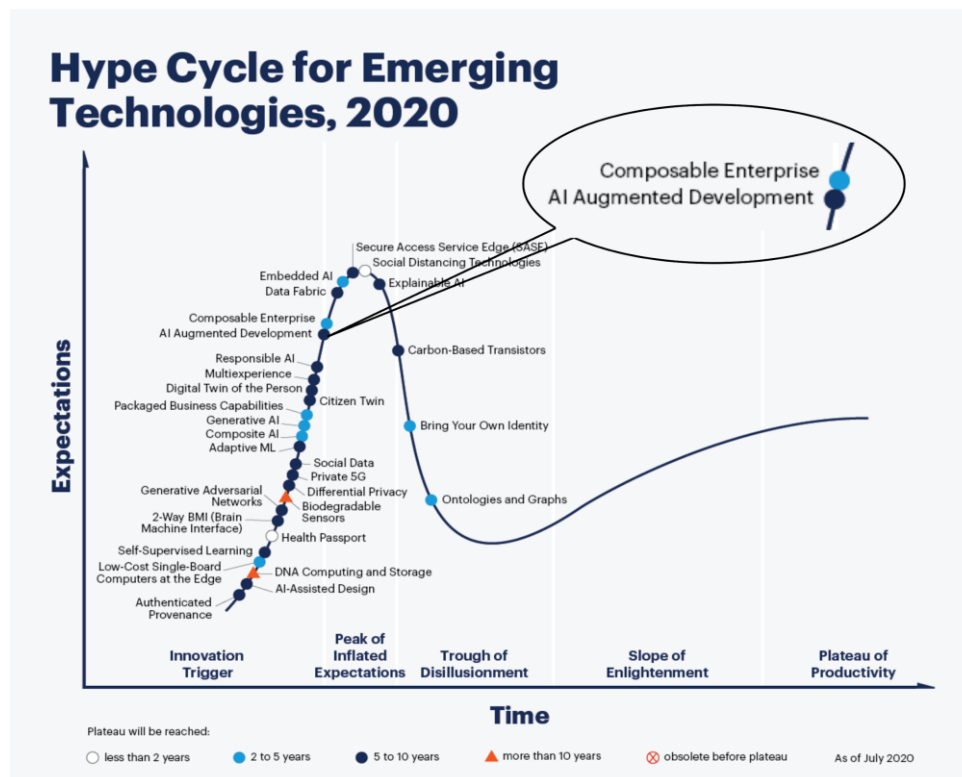 Hype Cycle for Emerging
Technologies, 2020
Composable Enterprise
AI Augmented Development
Secure Access Service Edge (SASE)
Social Distancing Technologies
Embedded AI
Data Fabric
Explainable AI
Composable Enterprise
AI Augmented Development
Carbon-Based Transistors
Responsible AI
Multiexperience
Digital Twin of the Person
Citizen Twin
Packaged Business Capabilities
Generative AI
Bring Your Own Identity
Composite AI
Adaptive ML
Social Data
Private 5G
Differential Privacy
Generative Adversarial
Networks
Biodegradable
Sensors
Ontologies and Graphs
2-Way BMI (Brain
Machine Interface)
Health Passport
Self-Supervised Learning
Low-Cost Single-Board
Computers at the Edge
DNA Computing and Storage
AI-Assisted Design
Authenticated
Provenance
Expectations
Innovation
Trigger
Peak of
Inflated
Expectations
Trough of
Disillusionment
Slope of
Enlightenment
Plateau of
Productivity
Time
Plateau will be reached:
less than 2 years
2 to 5 years
5 to 10 years
more than 10 years
obsolete before plateau
As of July 2020